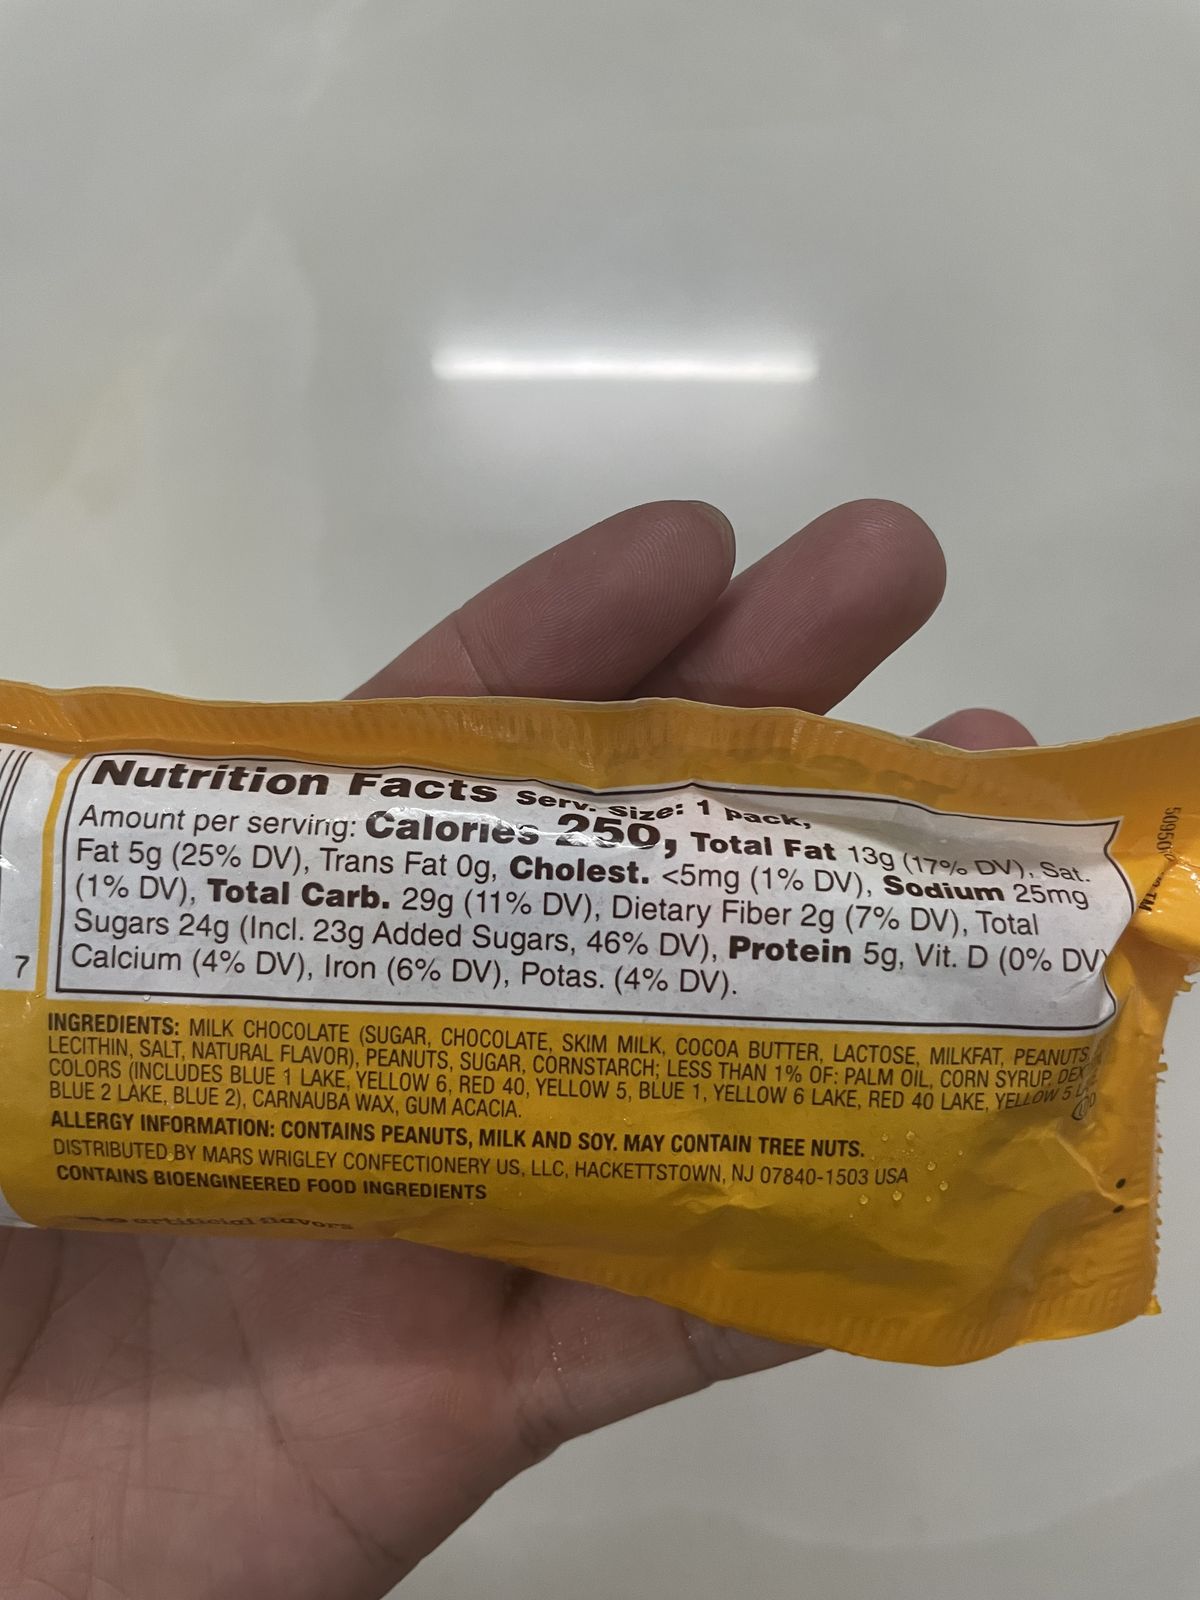 Nutrition Facts Serv. Size: 1 pack,
Amount per serving: Calories 250, Total Fat 13g (17% DV), Sat.
Fat 5g (25% DV), Trans Fat 0g, Cholest. <5mg (1% DV), Sodium 25mg
(1% DV), Total Carb. 29g (11% DV), Dietary Fiber 2g (7% DV), Total
Sugars 24g (Incl. 23g Added Sugars, 46% DV), Protein 5g, Vit. D (0% DV)
Calcium (4% DV), Iron (6% DV), Potas. (4% DV).
7
INGREDIENTS: MILK CHOCOLATE (SUGAR, CHOCOLATE, SKIM MILK, COCOA BUTTER, LACTOSE, MILKFAT, PEANUTS,
LECITHIN, SALT, NATURAL FLAVOR), PEANUTS, SUGAR, CORNSTARCH; LESS THAN 1% OF: PALM OIL, CORN SYRUP,
COLORS (INCLUDES BLUE 1 LAKE, YELLOW 6, RED 40, YELLOW 5, BLUE 1, YELLOW 6 LAKE, RED 40 LAKE, YELLOW 5
BLUE 2 LAKE, BLUE 2), CARNAUBA WAX, GUM ACACIA.
ALLERGY INFORMATION: CONTAINS PEANUTS, MILK AND SOY. MAY CONTAIN TREE NUTS.
DISTRIBUTED BY MARS WRIGLEY CONFECTIONERY US, LLC, HACKETTSTOWN, NJ 07840-1503 USA
CONTAINS BIOENGINEERED FOOD INGREDIENTS
artificial flavors
TM